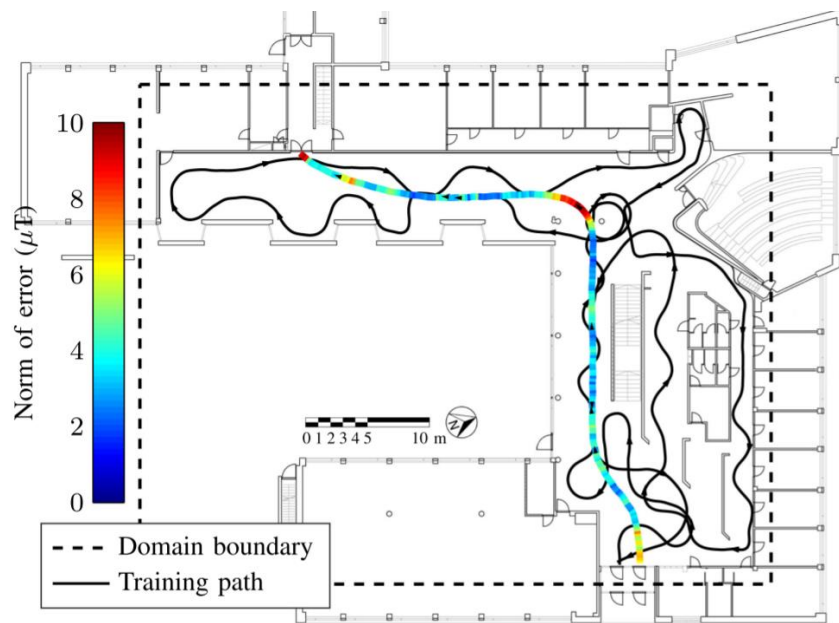 10
8
6
4
2
0
Norm of error (μT)
0 1 2 3 4 5 10 m
N
Domain boundary
Training path